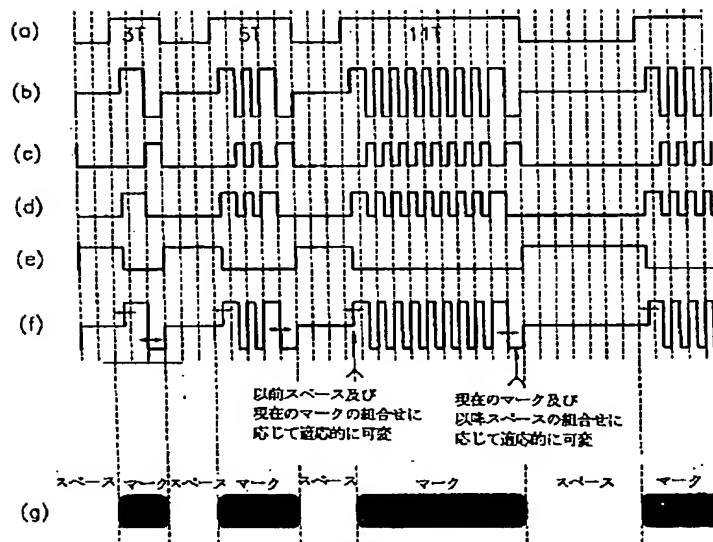 (a)
3T
5T
11T
(b)
(c)
(d)
(e)
(f)
以前スペース及び
現在のマークの組合せに
応じて適応的に可変
現在のマーク及び
以降スペースの組合せに
応じて適応的に可変
スペース
マーク
スペース
マーク
スペース
マーク
スペース
マーク
(g)